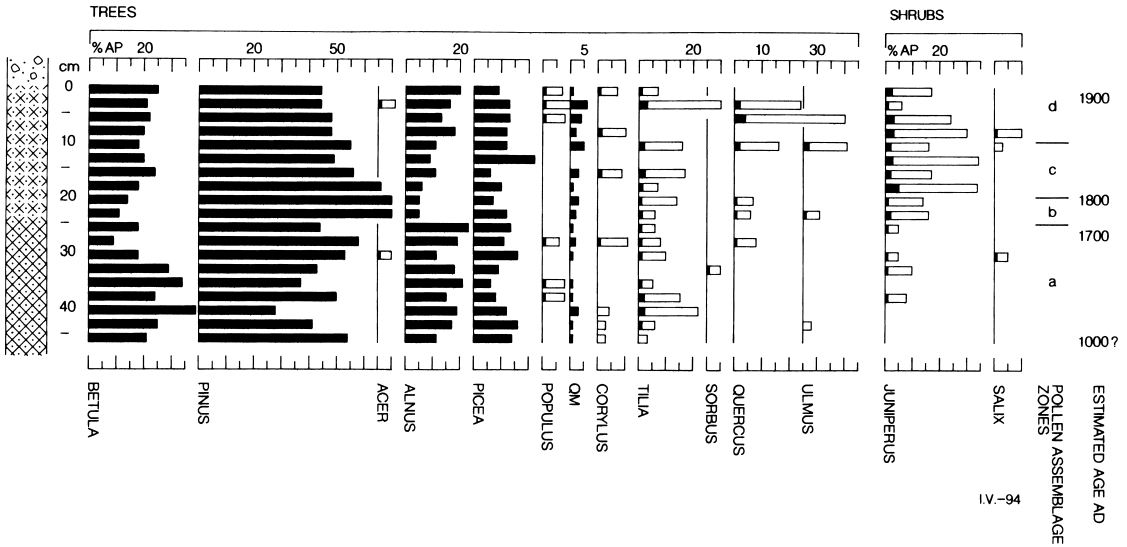 TREES
SHRUBS
% AP 20 20 50 20 5 20 10 30 % AP 20
cm
0
10
20
30
40
d
c
b
a
1900
1800
1700
1000?
BETULA
PINUS
ACER
ALNUS
PICEA
POPULUS
QM
CORYLUS
TILIA
SORBUS
QUERCUS
ULMUS
JUNIPERUS
SALIX
POLLEN ASSEMBLAGE
ZONES
ESTIMATED AGE AD
I.V.-94